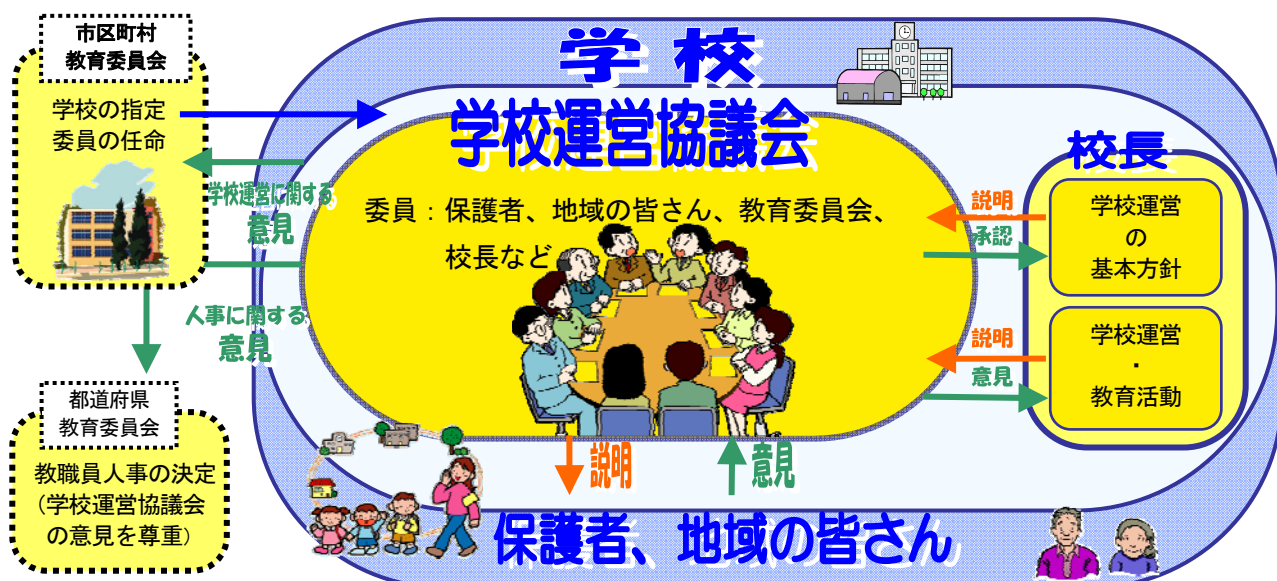 市区町村
教育委員会
学校の指定
委員の任命
学校運営に関する
意見
人事に関する
意見
都道府県
教育委員会
教職員人事の決定
(学校運営協議会
の意見を尊重)
学校
学校運営協議会
委員：保護者、地域の皆さん、教育委員会、
校長など
説明
意見
保護者、地域の皆さん
校長
説明
承認
学校運営
の
基本方針
説明
意見
学校運営
・
教育活動